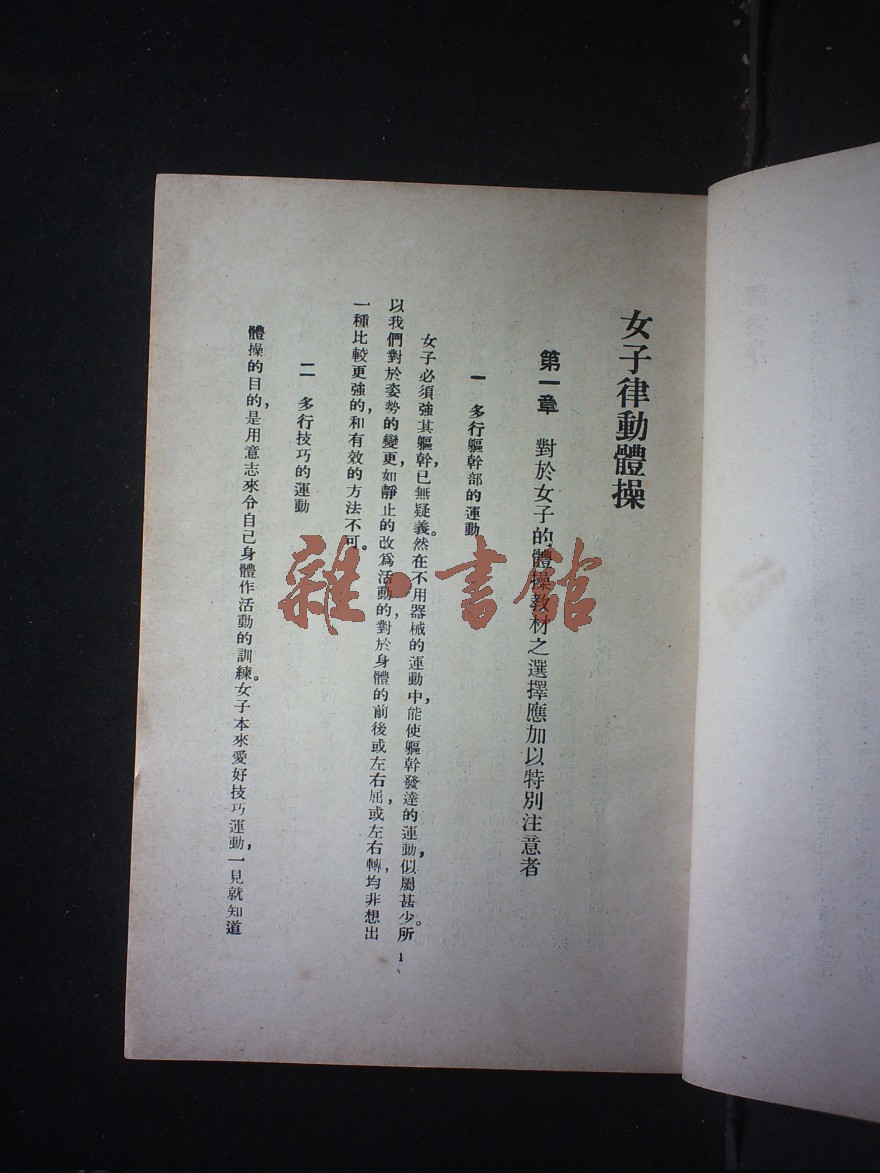 女子律動體操
第一章 對於女子的體操教材之選擇應加以特別注意者
一 多行軀幹部的運動
女子必須強其軀幹,已無疑義。然在不用器械的運動中,能使軀幹發達的運動,似屬甚少。所
以我們對於姿勢的變更,如靜止的改爲活動的,對於身體的前後或左右屈,或左右轉,均非想出
一種比較更強的,和有效的方法不可。
二 多行技巧的運動
體操的目的,是用意志來令自己身體作活動的訓練。女子本來愛好技巧運動,一見就知道
1
雜·書館